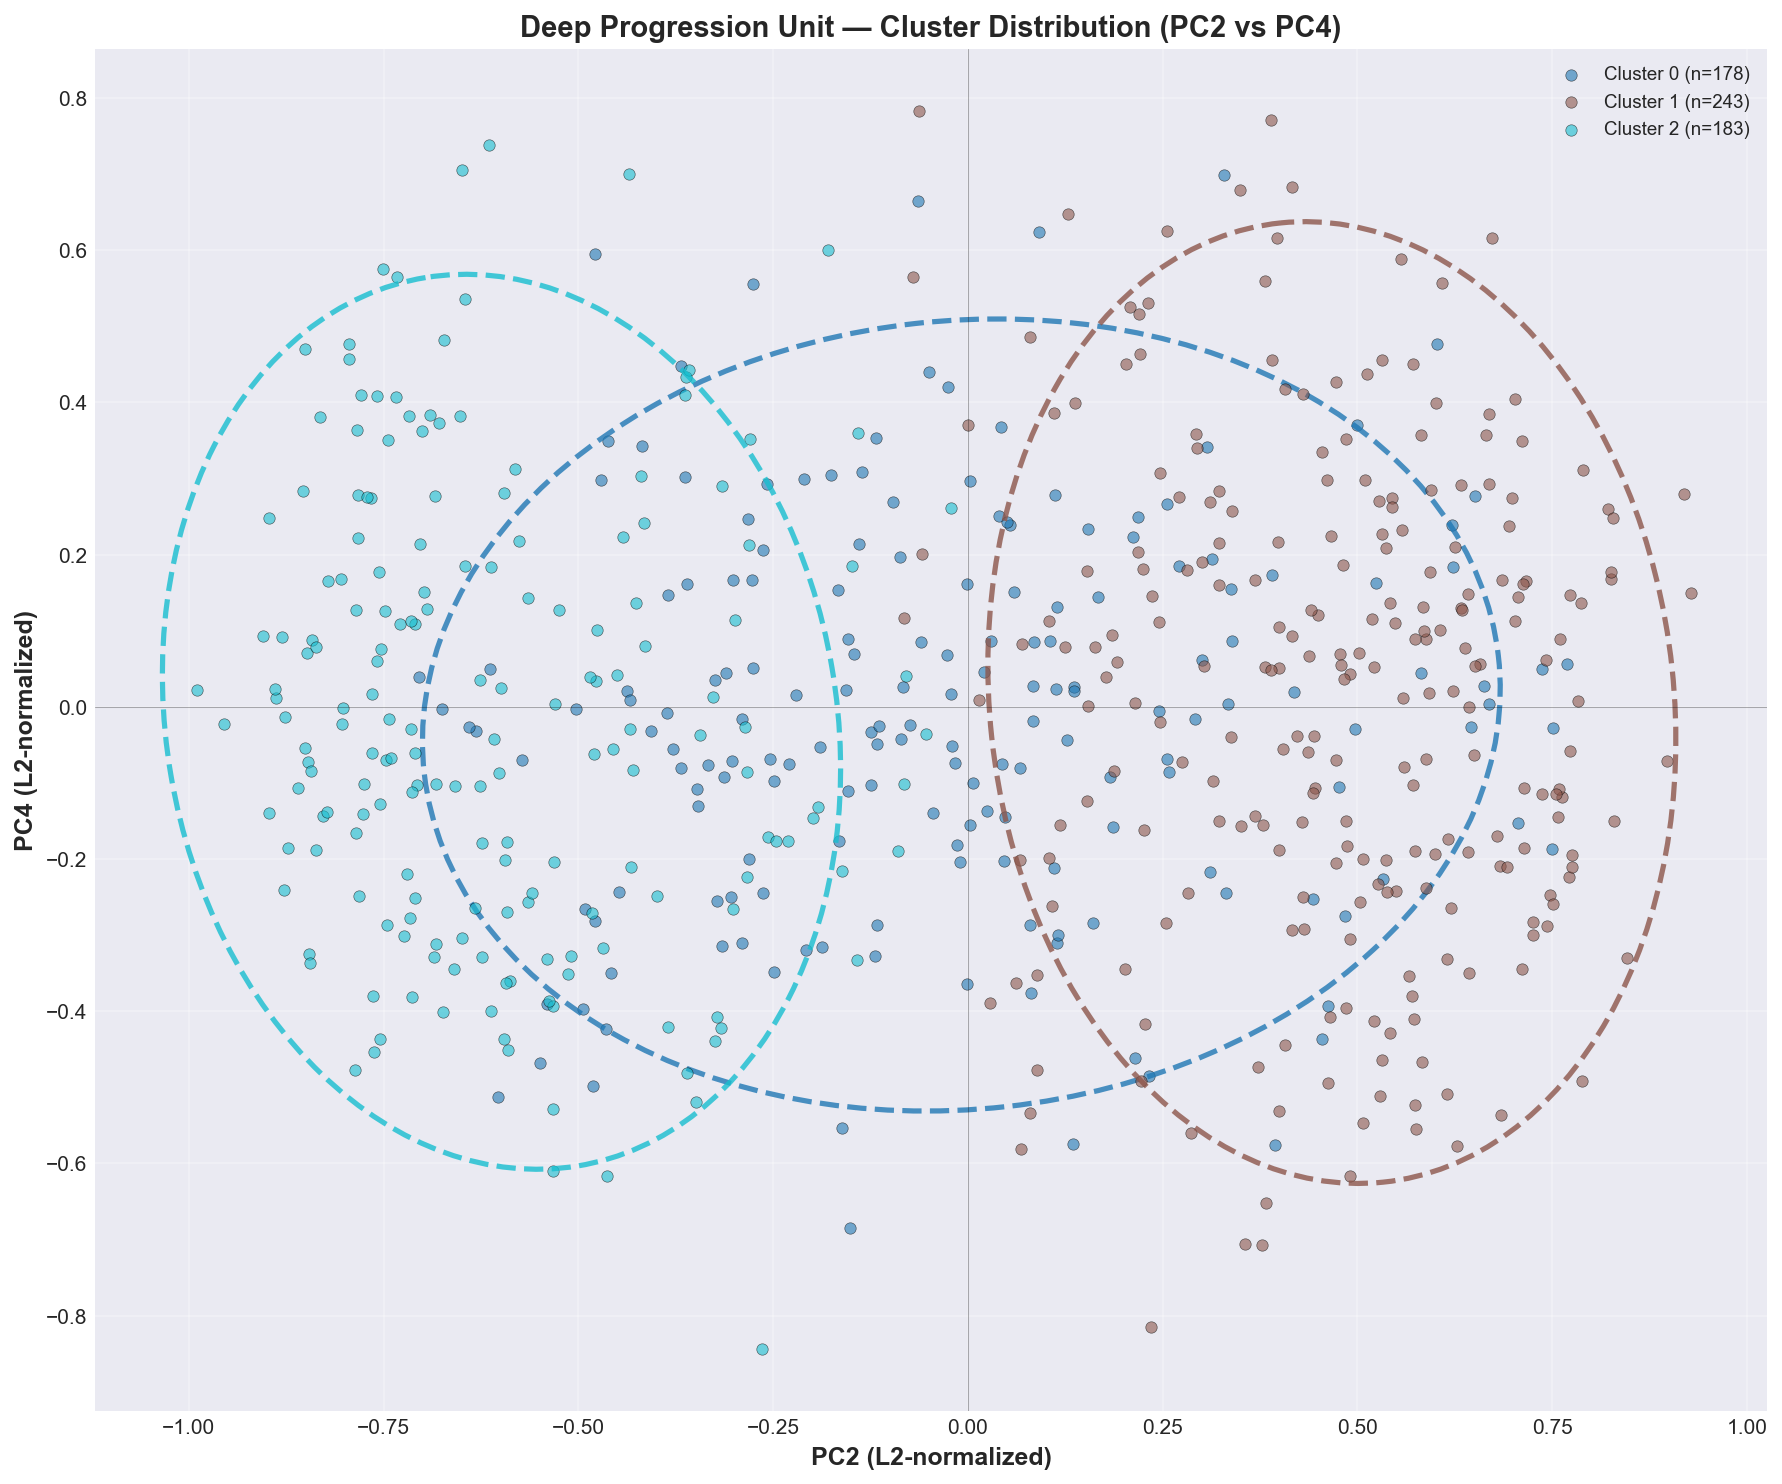 Deep Progression Unit — Cluster Distribution (PC2 vs PC4)
Cluster 0 (n=178)
Cluster 1 (n=243)
Cluster 2 (n=183)
PC4 (L2-normalized)
0.8
0.6
0.4
0.2
0.0
−0.2
−0.4
−0.6
−0.8
−1.00 −0.75 −0.50 −0.25 0.00 0.25 0.50 0.75 1.00
PC2 (L2-normalized)